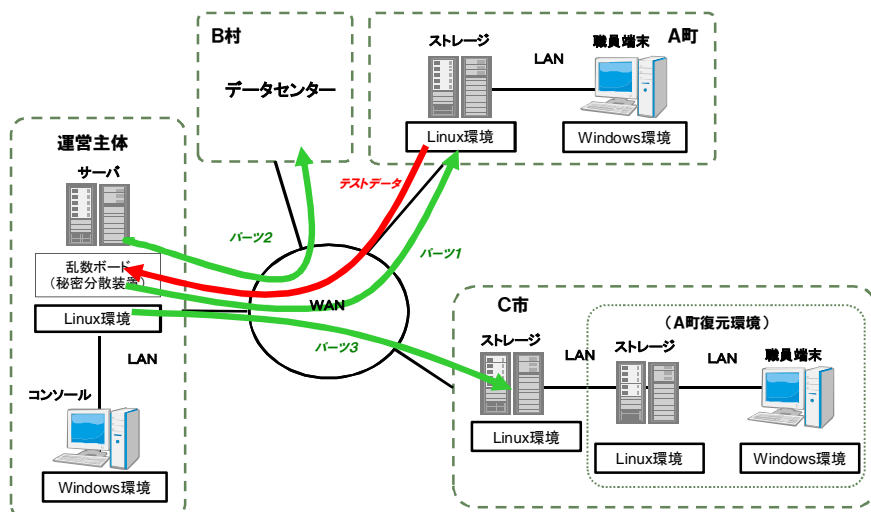 B村
データセンター
A町
ストレージ
LAN
職員端末
Linux環境
Windows環境
運営主体
サーバ
乱数ボード
(秘密分散装置)
Linux環境
LAN
コンソール
Windows環境
テストデータ
パーツ2
パーツ1
WAN
パーツ3
C市
(A町復元環境)
ストレージ
LAN
ストレージ
LAN
職員端末
Linux環境
Linux環境
Windows環境